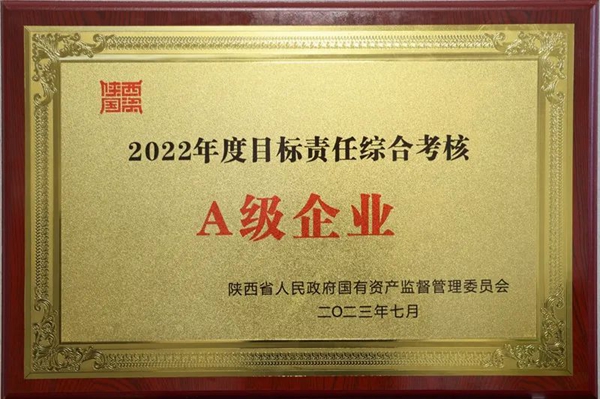 陕西国资
2022年度目标责任综合考核
A级企业
陕西省人民政府国有资产监督管理委员会
二〇二三年七月